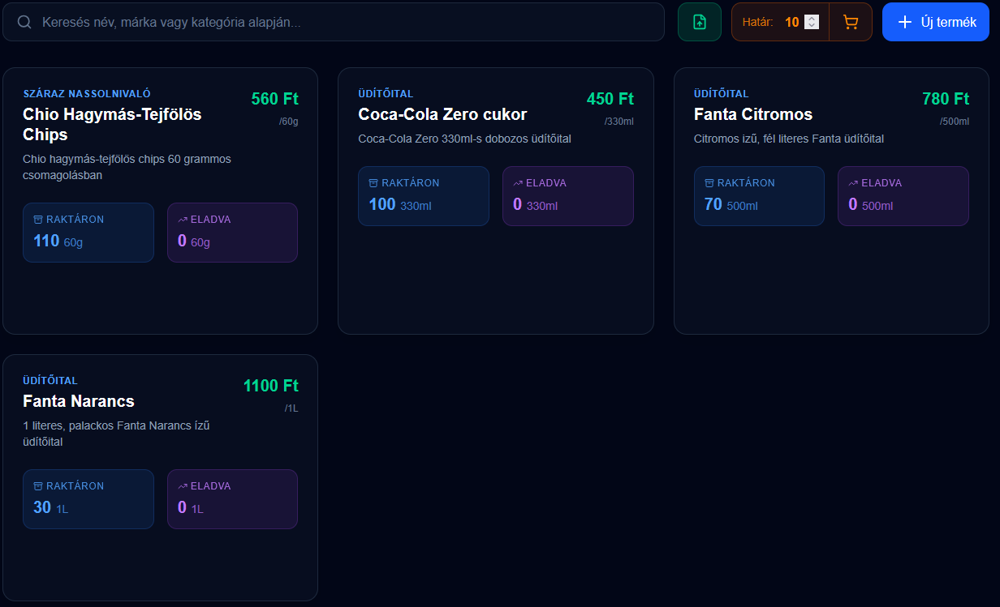 Keresés név, márka vagy kategória alapján...
Határ: 10
Új termék
SZÁRAZ NASSOLNIVALÓ
Chio Hagymás-Tejfölös
Chips
560 Ft
/60g
Chio hagymás-tejfölös chips 60 grammos
csomagolásban
RAKTÁRON
110 60g
ELADVA
0 60g
ÜDÍTŐITAL
Coca-Cola Zero cukor
450 Ft
/330ml
Coca-Cola Zero 330ml-s dobozos üdítőital
RAKTÁRON
100 330ml
ELADVA
0 330ml
ÜDÍTŐITAL
Fanta Citromos
780 Ft
/500ml
Citromos izű, fél literes Fanta üdítőital
RAKTÁRON
70 500ml
ELADVA
0 500ml
ÜDÍTŐITAL
Fanta Narancs
1100 Ft
/1L
1 literes, palackos Fanta Narancs ízű
üdítőital
RAKTÁRON
30 1L
ELADVA
0 1L